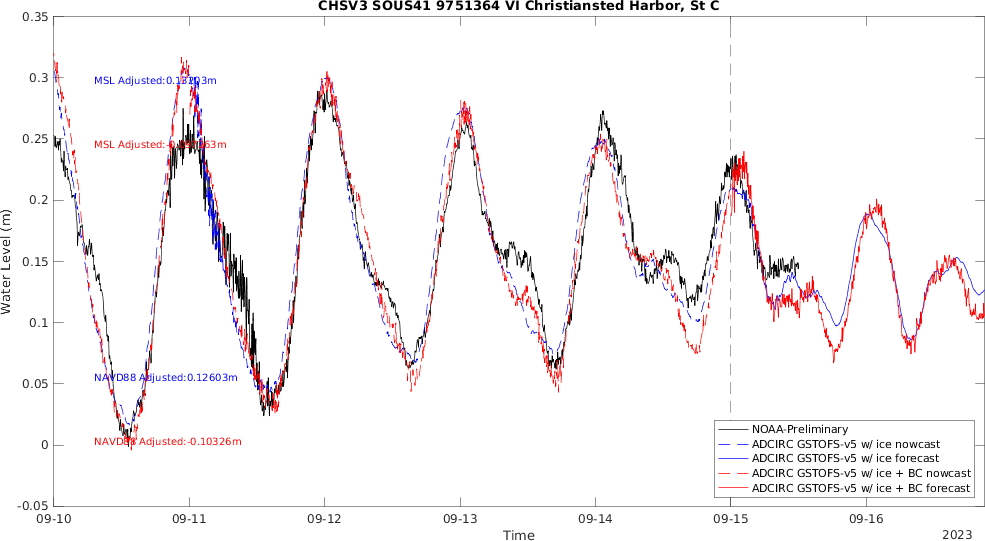 CHSV3 SOUS41 9751364 VI Christiansted Harbor, St C
Water Level (m)
0.35
0.3
0.25
0.2
0.15
0.1
0.05
0
-0.05
MSL Adjusted:0.13203m
MSL Adjusted:
NAVD88 Adjusted:0.12603m
NAVD88 Adjusted:-0.10326m
NOAA-Preliminary
ADCIRC GSTOFS-v5 w/ ice nowcast
ADCIRC GSTOFS-v5 w/ ice forecast
ADCIRC GSTOFS-v5 w/ ice + BC nowcast
ADCIRC GSTOFS-v5 w/ ice + BC forecast
09-10 09-11 09-12 09-13 09-14 09-15 09-16
Time
2023